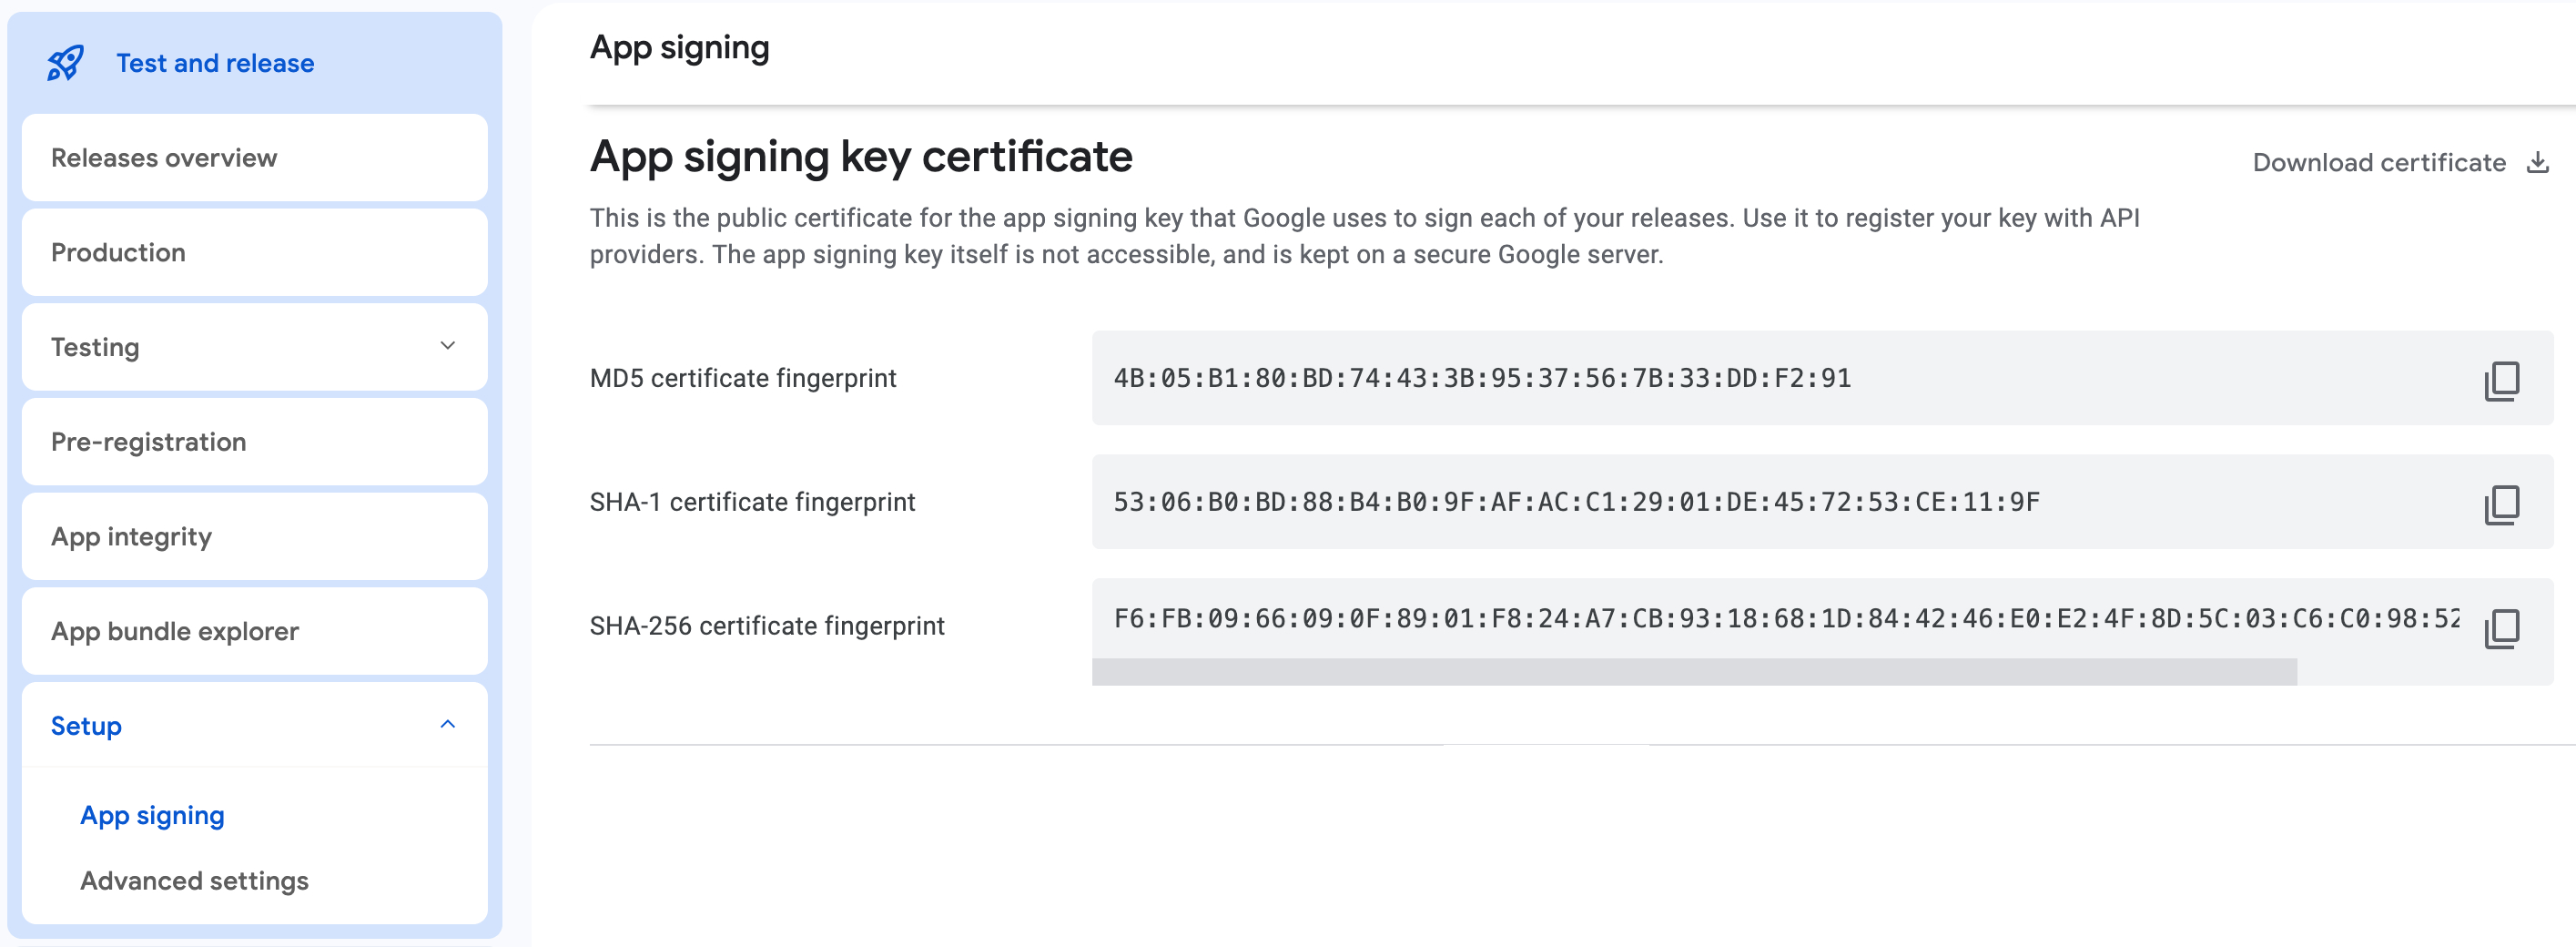 Test and release
Releases overview
Production
Testing
Pre-registration
App integrity
App bundle explorer
Setup
App signing
Advanced settings
App signing
App signing key certificate
Download certificate
This is the public certificate for the app signing key that Google uses to sign each of your releases. Use it to register your key with API
providers. The app signing key itself is not accessible, and is kept on a secure Google server.
MD5 certificate fingerprint
4B:05:B1:80:BD:74:43:3B:95:37:56:7B:33:DD:F2:91
SHA-1 certificate fingerprint
53:06:B0:BD:88:B4:B0:9F:AF:AC:C1:29:01:DE:45:72:53:CE:11:9F
SHA-256 certificate fingerprint
F6:FB:09:66:09:0F:89:01:F8:24:A7:CB:93:18:68:1D:84:42:46:E0:E2:4F:8D:5C:03:C6:C0:98:52